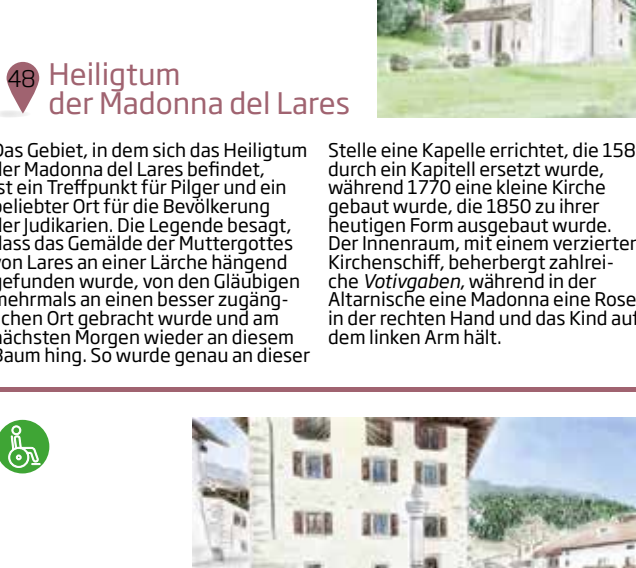 48
Heiligtum
der Madonna del Lares
Das Gebiet, in dem sich das Heiligtum
der Madonna del Lares befindet,
ist ein Treffpunkt für Pilger und ein
beliebter Ort für die Bevölkerung
der Judikarien. Die Legende besagt,
dass das Gemälde der Muttergottes
von Lares an einer Lärche hängend
gefunden wurde, von den Gläubigen
mehrmals an einen besser zugäng-
lichen Ort gebracht wurde und am
nächsten Morgen wieder an diesem
Baum hing. So wurde genau an dieser
Stelle eine Kapelle errichtet, die 158
durch ein Kapitell ersetzt wurde,
während 1770 eine kleine Kirche
gebaut wurde, die 1850 zu ihrer
heutigen Form ausgebaut wurde.
Der Innenraum, mit einem verzierten
Kirchenschiff, beherbergt zahlrei-
che Votivgaben, während in der
Altarnische eine Madonna eine Rose
in der rechten Hand und das Kind auf
dem linken Arm hält.